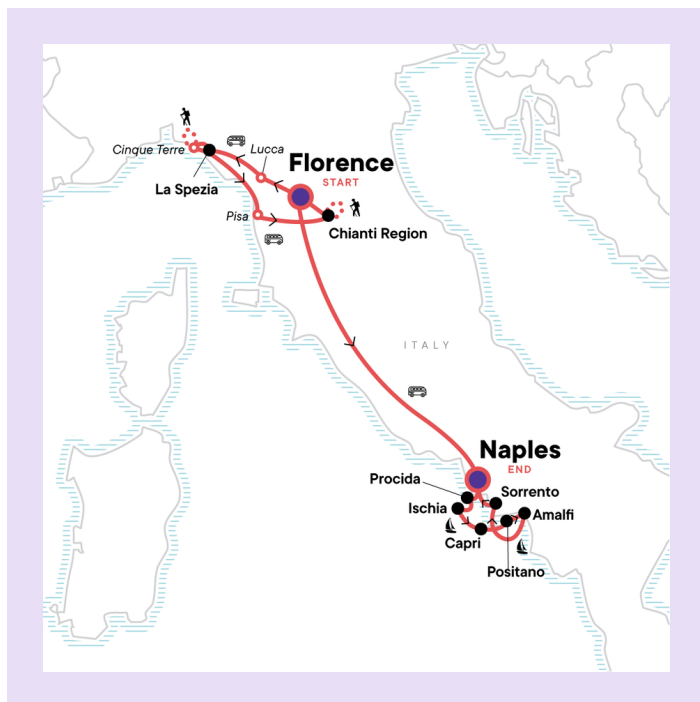 Cinque Terre
Lucca
Florence
START
La Spezia
Pisa
Chianti Region
ITALY
Naples
END
Procida
Sorrento
Ischia
Amalfi
Capri
Positano